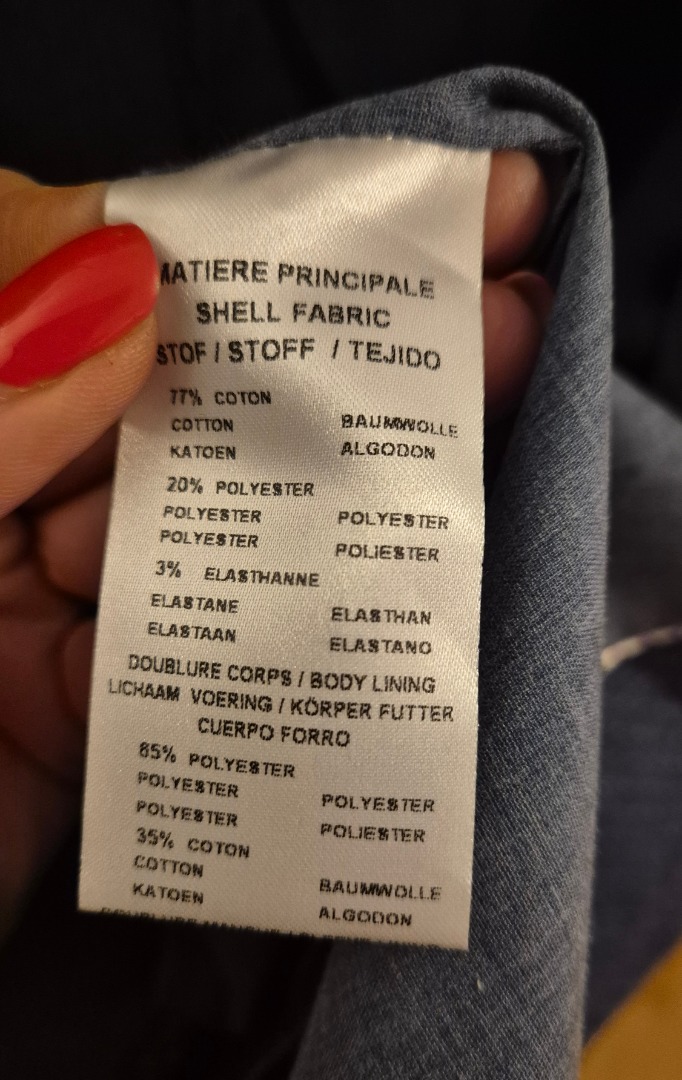 MATIERE PRINCIPALE
SHELL FABRIC
STOF / STOFF / TEJIDO
77% COTON
COTTON BAUMWOLLE
KATOEN ALGODON
20% POLYESTER
POLYESTER POLYESTER
POLYESTER POLIESTER
3% ELASTHANNE
ELASTANE ELASTHAN
ELASTAAN ELASTANO
DOUBLURE CORPS / BODY LINING
LICHAAM VOERING / KÖRPER FUTTER
CUERPO FORRO
65% POLYESTER
POLYESTER POLYESTER
POLYESTER POLIESTER
35% COTON
COTTON
KATOEN BAUMWOLLE
ALGODON